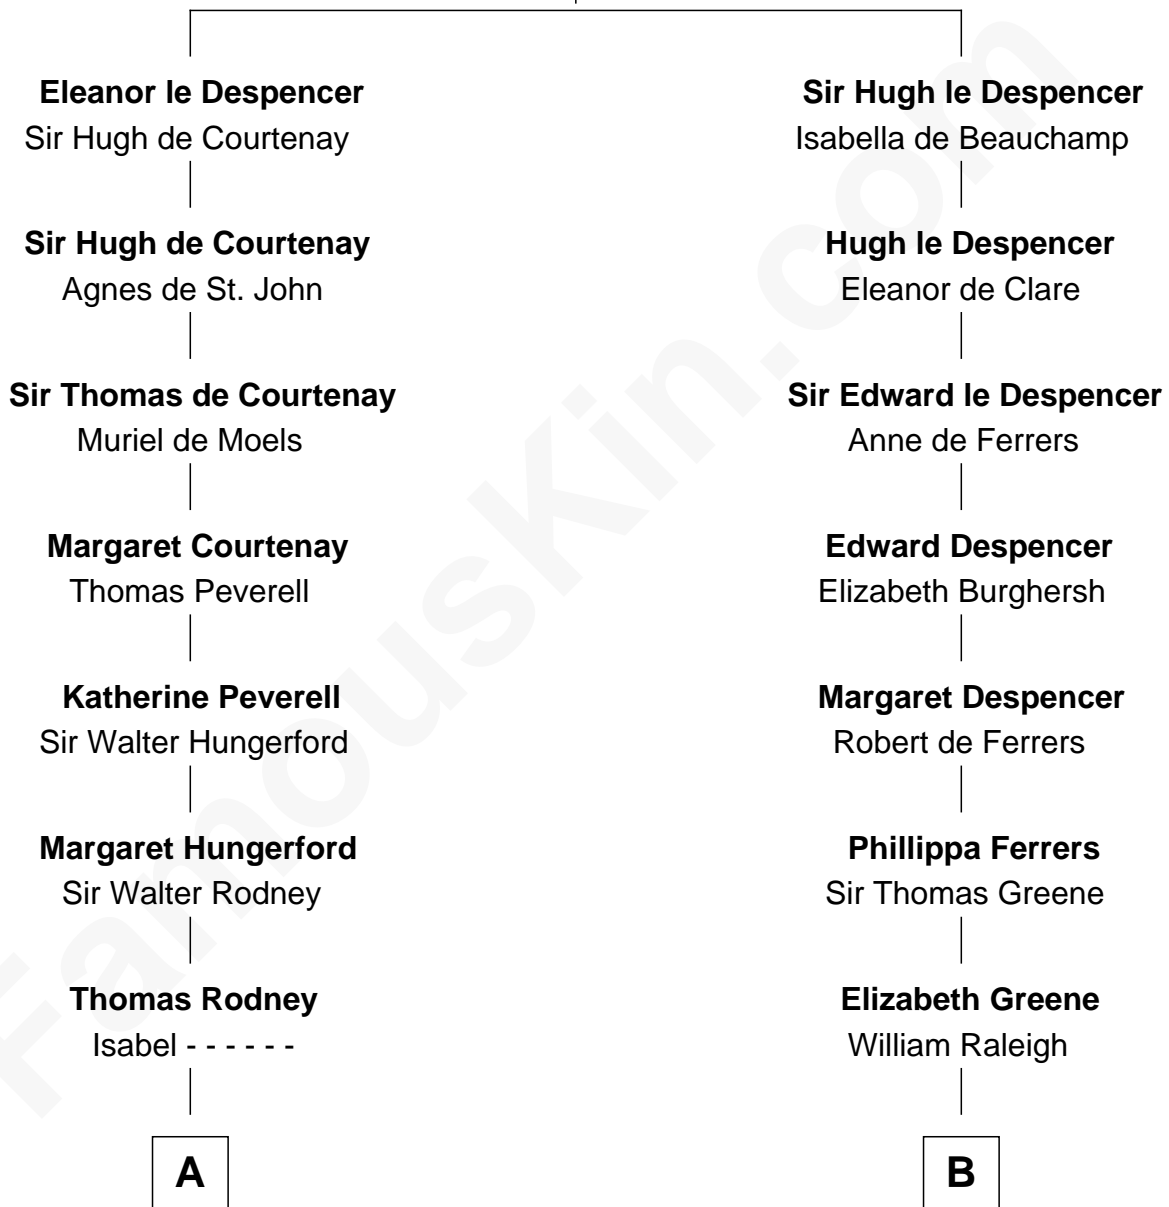 Eleanor le Despencer
Sir Hugh de Courtenay
Sir Hugh de Courtenay
Agnes de St. John
Sir Thomas de Courtenay
Muriel de Moels
Margaret Courtenay
Thomas Peverell
Katherine Peverell
Sir Walter Hungerford
Margaret Hungerford
Sir Walter Rodney
Thomas Rodney
Isabel - - - - - -
A
Sir Hugh le Despencer
Isabella de Beauchamp
Hugh le Despencer
Eleanor de Clare
Sir Edward le Despencer
Anne de Ferrers
Edward Despencer
Elizabeth Burghersh
Margaret Despencer
Robert de Ferrers
Phillippa Ferrers
Sir Thomas Greene
Elizabeth Greene
William Raleigh
B
FamousKin.com